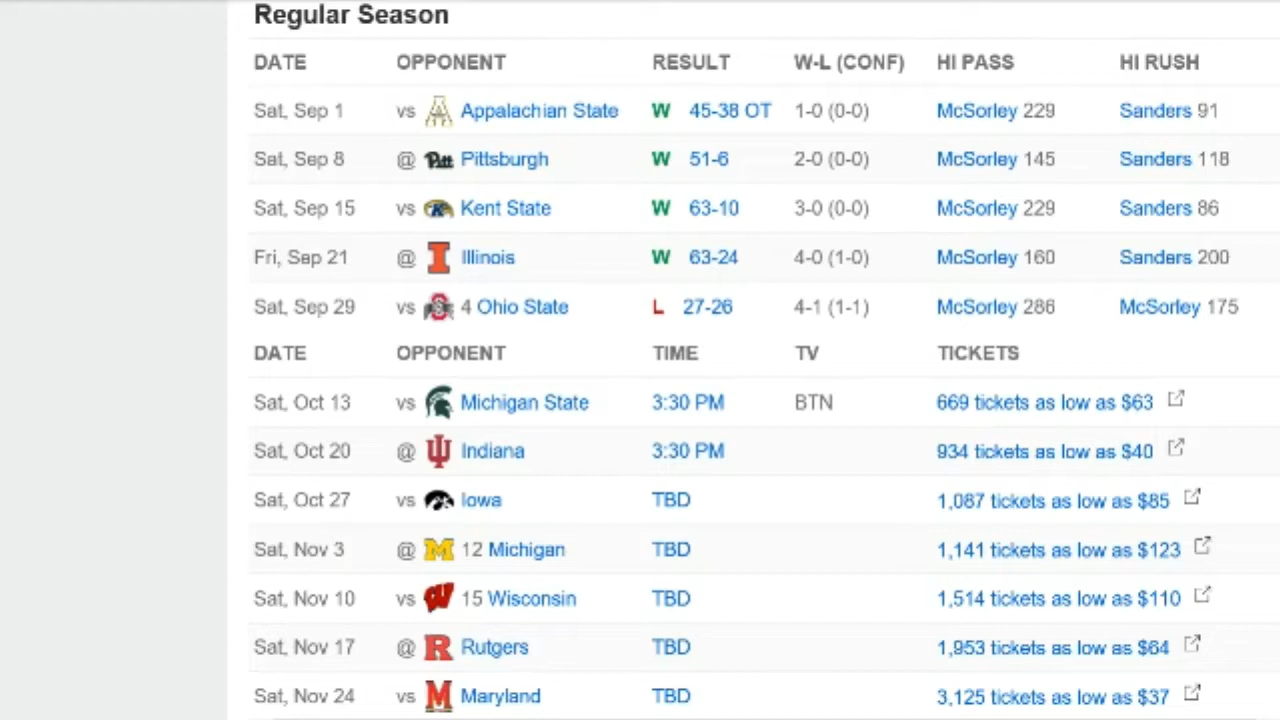 Regular Season
DATE OPPONENT RESULT W-L (CONF) HI PASS HI RUSH
Sat, Sep 1 vs Appalachian State W 45-38 OT 1-0 (0-0) McSorley 229 Sanders 91
Sat, Sep 8 @ Pitt Pittsburgh W 51-6 2-0 (0-0) McSorley 145 Sanders 118
Sat, Sep 15 vs Kent State W 63-10 3-0 (0-0) McSorley 229 Sanders 86
Fri, Sep 21 @ I Illinois W 63-24 4-0 (1-0) McSorley 160 Sanders 200
Sat, Sep 29 vs 4 Ohio State L 27-26 4-1 (1-1) McSorley 286 McSorley 175
DATE OPPONENT TIME TV TICKETS
Sat, Oct 13 vs Michigan State 3:30 PM BTN 669 tickets as low as $63
Sat, Oct 20 @ Indiana 3:30 PM 934 tickets as low as $40
Sat, Oct 27 vs Iowa TBD 1,087 tickets as low as $85
Sat, Nov 3 @ M 12 Michigan TBD 1,141 tickets as low as $123
Sat, Nov 10 vs W 15 Wisconsin TBD 1,514 tickets as low as $110
Sat, Nov 17 @ R Rutgers TBD 1,953 tickets as low as $64
Sat, Nov 24 vs M Maryland TBD 3,125 tickets as low as $37